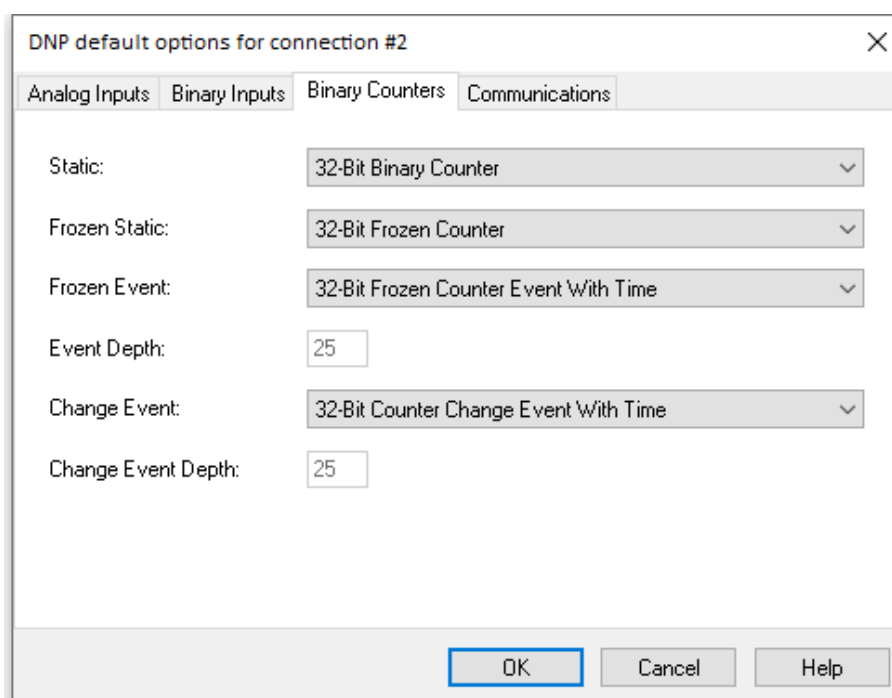 DNP default options for connection #2
Analog Inputs Binary Inputs Binary Counters Communications
Static: 32-Bit Binary Counter
Frozen Static: 32-Bit Frozen Counter
Frozen Event: 32-Bit Frozen Counter Event With Time
Event Depth: 25
Change Event: 32-Bit Counter Change Event With Time
Change Event Depth: 25
OK Cancel Help